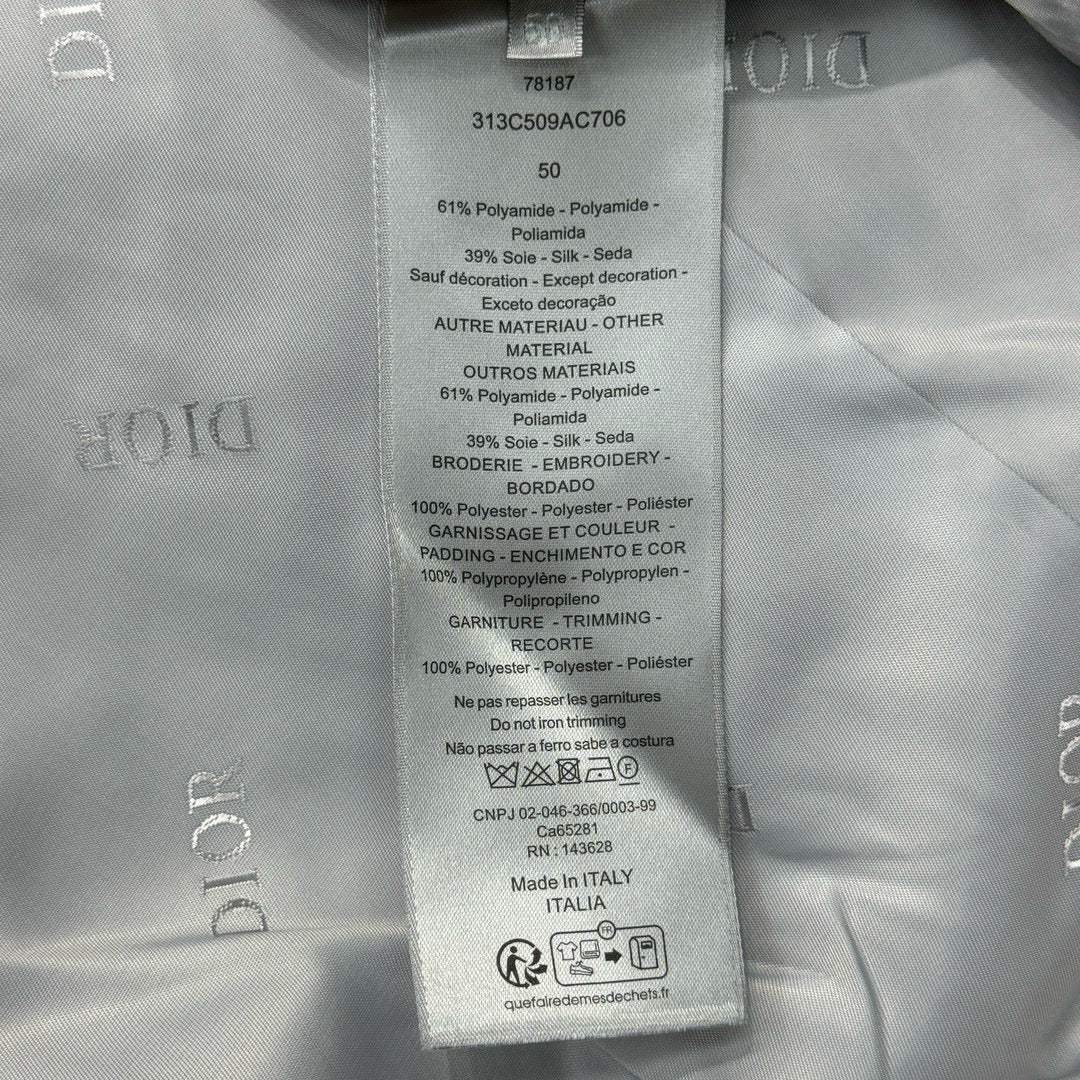 DI
50
DIOR
78187
313C509AC706
50
61% Polyamide - Polyamide -
Poliamida
39% Soie - Silk - Seda
Sauf décoration - Except decoration -
Exceto decoração
AUTRE MATERIAU - OTHER
MATERIAL
OUTROS MATERIAIS
61% Polyamide - Polyamide -
Poliamida
39% Soie - Silk - Seda
BRODERIE - EMBROIDERY -
BORDADO
100% Polyester - Polyester - Poliéster
GARNISSAGE ET COULEUR -
PADDING - ENCHIMENTO E COR
100% Polypropylène - Polypropylen -
Polipropileno
GARNITURE - TRIMMING -
RECORTE
100% Polyester - Polyester - Poliéster
Ne pas repasser les garnitures
Do not iron trimming
Não passar a ferro sabe a costura
F
CNPJ 02-046-366/0003-99
Ca65281
RN : 143628
Made In ITALY
ITALIA
FR
quefairedemesdechets.fr
DIOR
DIOR
DIOR